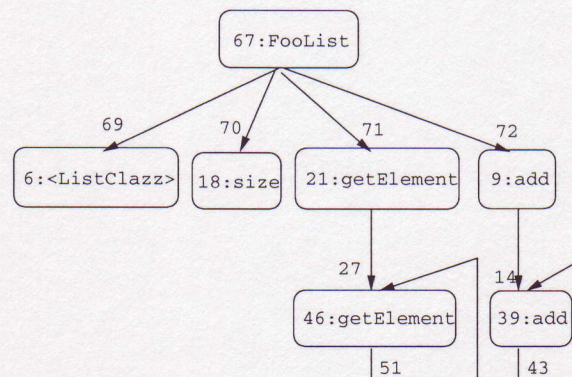 67:FooList
69
70
71
72
6:<ListClazz>
18:size
21:getElement
9:add
27
14
46:getElement
39:add
51
43